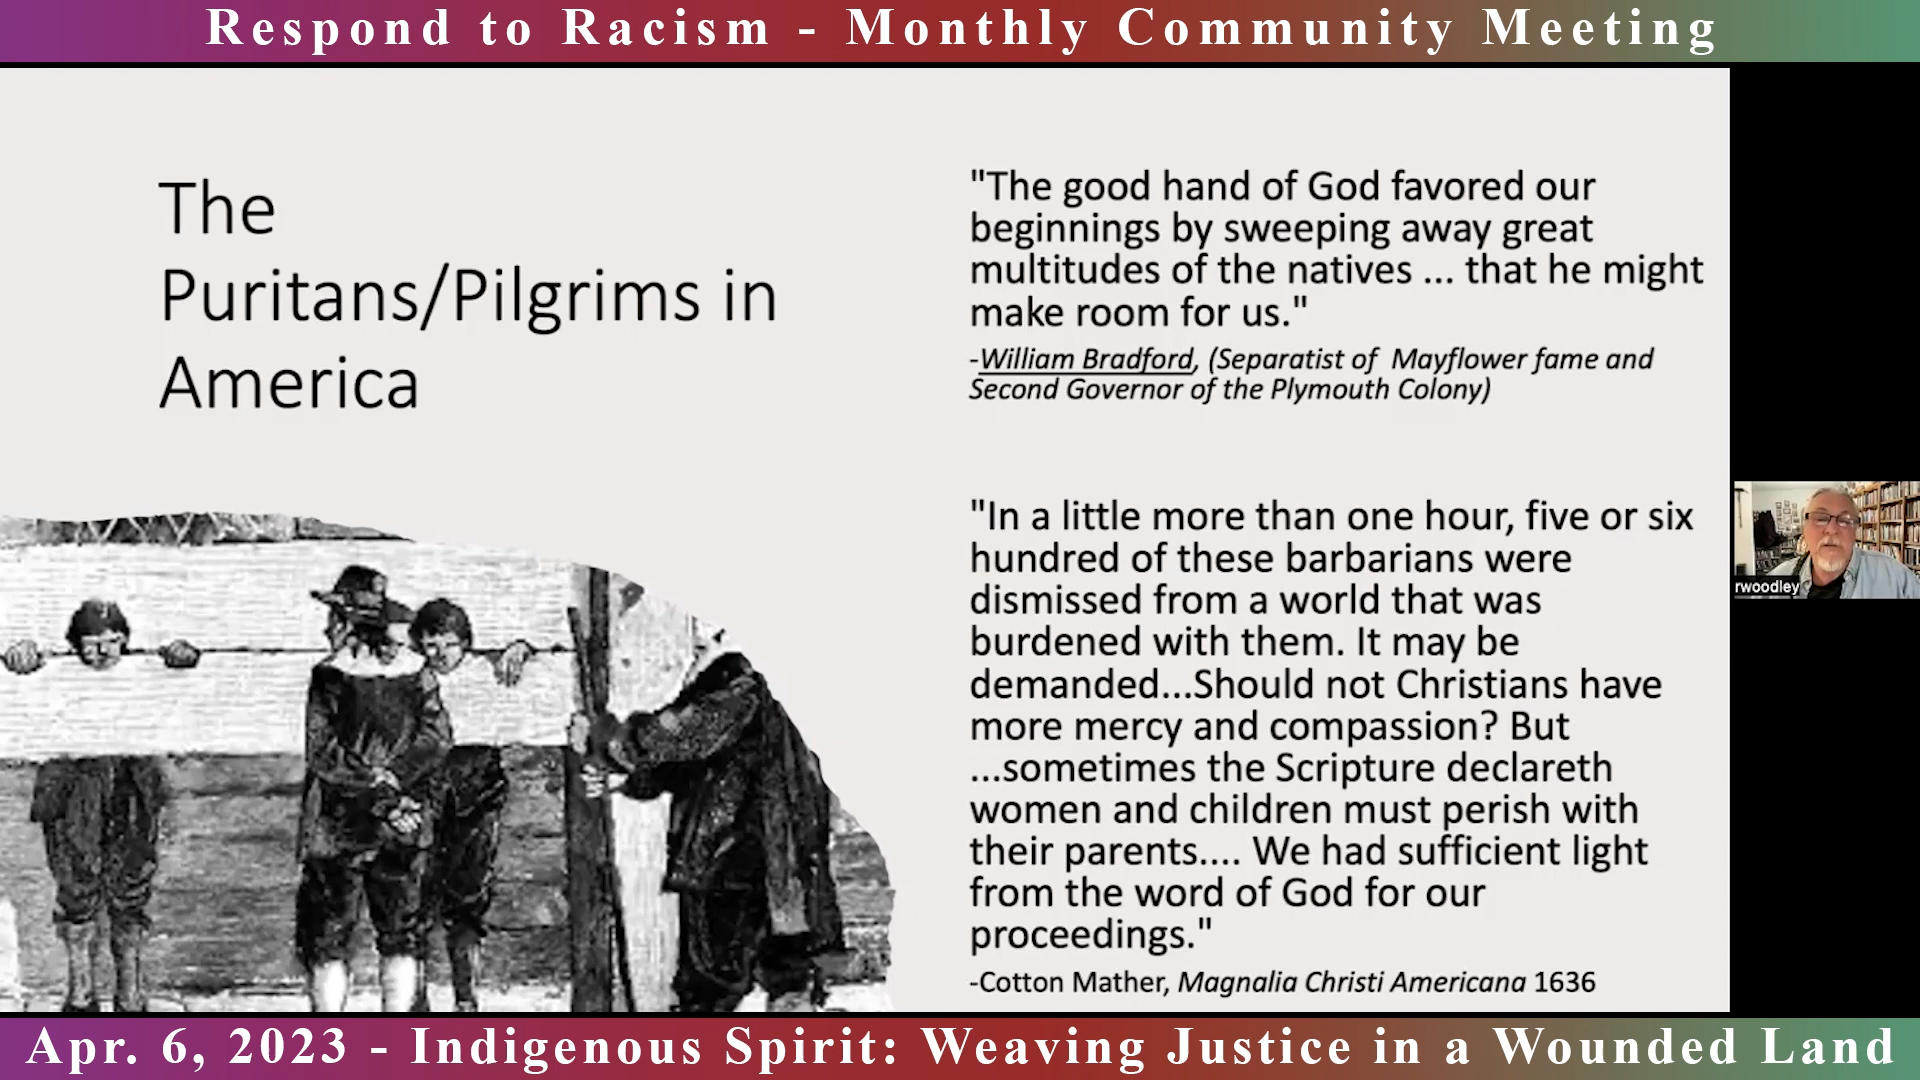 Respond to Racism - Monthly Community Meeting
The
Puritans/Pilgrims in
America
"The good hand of God favored our
beginnings by sweeping away great
multitudes of the natives ... that he might
make room for us."
-William Bradford, (Separatist of Mayflower fame and
Second Governor of the Plymouth Colony)
"In a little more than one hour, five or six
hundred of these barbarians were
dismissed from a world that was
burdened with them. It may be
demanded...Should not Christians have
more mercy and compassion? But
...sometimes the Scripture declareth
women and children must perish with
their parents.... We had sufficient light
from the word of God for our
proceedings."
-Cotton Mather, Magnalia Christi Americana 1636
rwoodley
Apr. 6, 2023 - Indigenous Spirit: Weaving Justice in a Wounded Land